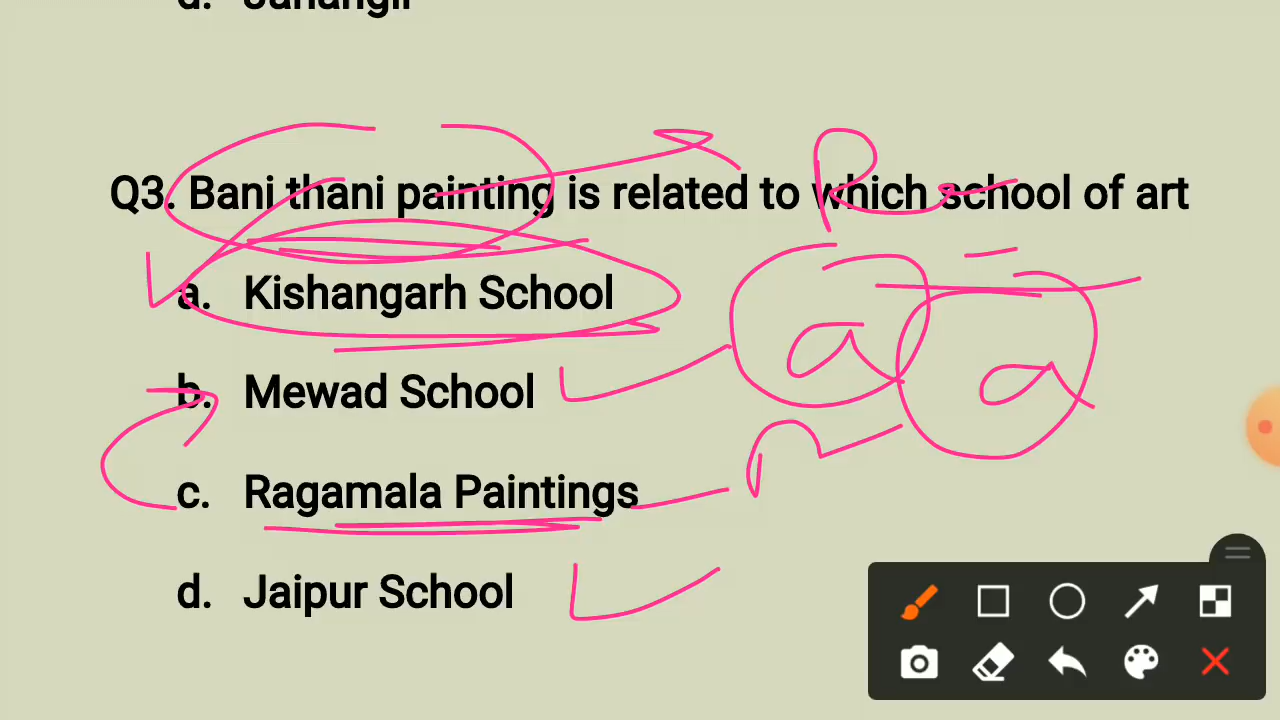 d. Jahangir
Q3. Bani thani painting is related to which school of art
R
a. Kishangarh School
a a
b. Mewad School
c. Ragamala Paintings
d. Jaipur School